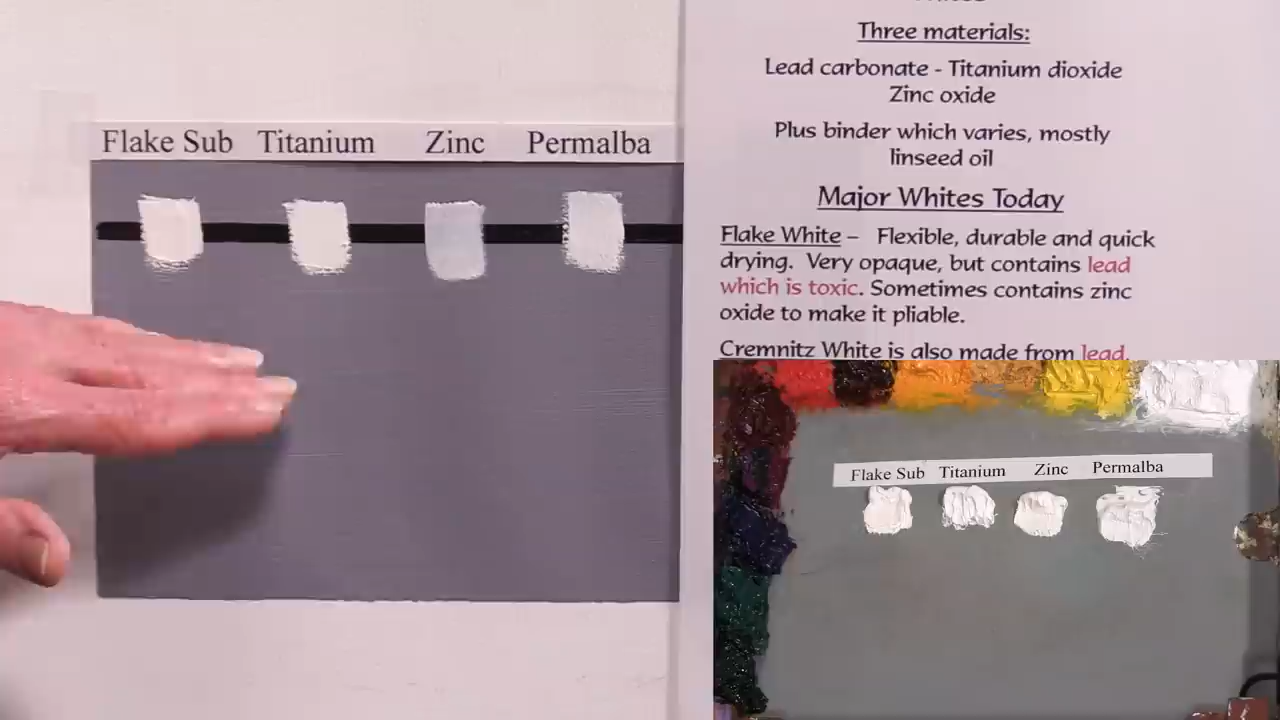 Flake Sub Titanium Zinc Permalba
Three materials:
Lead carbonate - Titanium dioxide
Zinc oxide
Plus binder which varies, mostly
linseed oil
Major Whites Today
Flake White – Flexible, durable and quick
drying. Very opaque, but contains lead
which is toxic. Sometimes contains zinc
oxide to make it pliable.
Cremnitz White is also made from lead.
Flake Sub Titanium Zinc Permalba